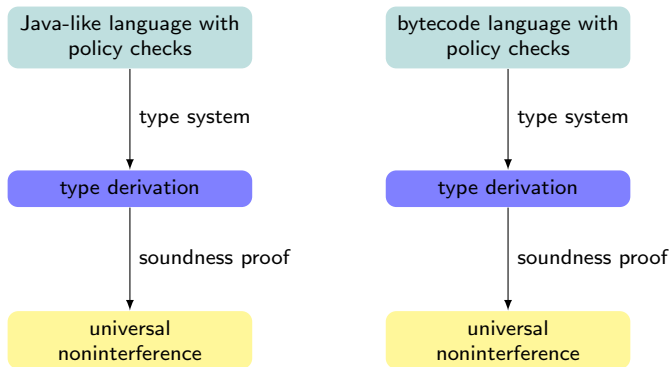 Java-like language with
policy checks
type system
type derivation
soundness proof
universal
noninterference
bytecode language with
policy checks
type system
type derivation
soundness proof
universal
noninterference